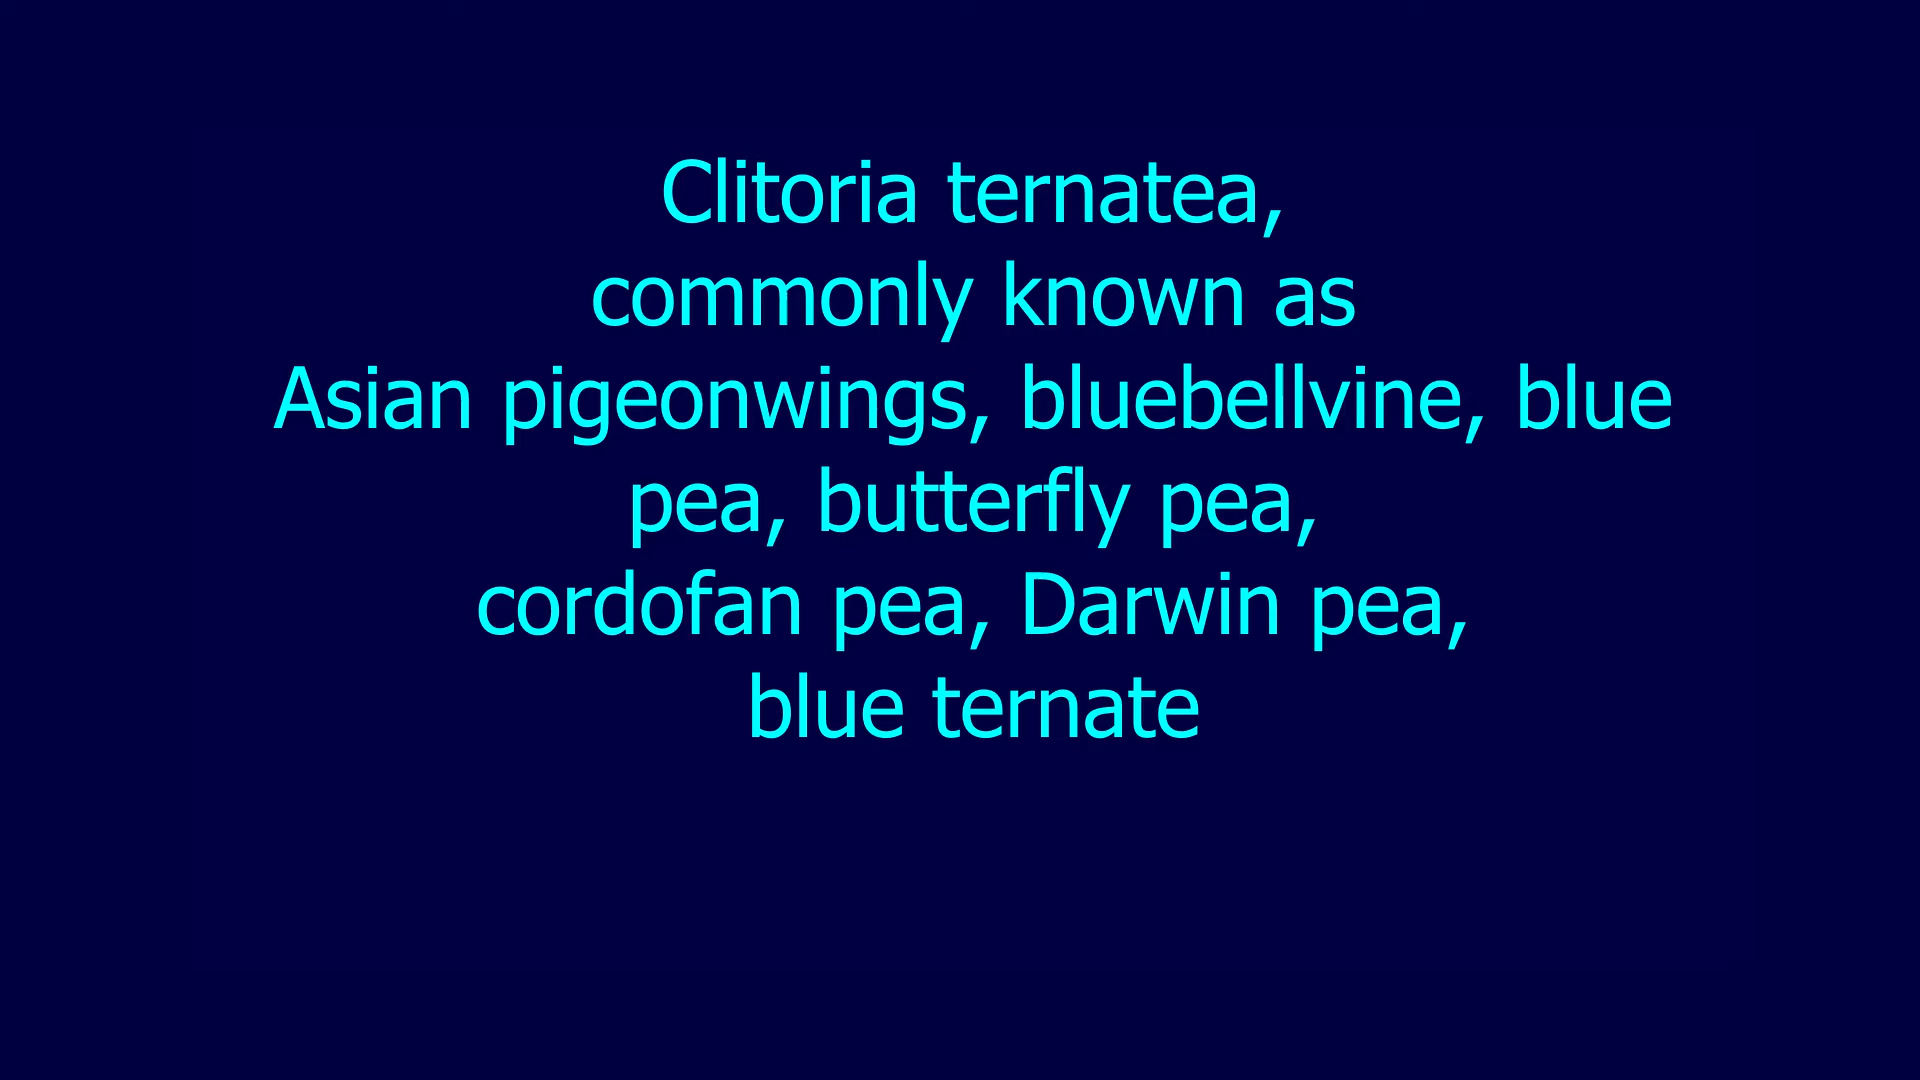 Clitoria ternatea,
commonly known as
Asian pigeonwings, bluebellvine, blue
pea, butterfly pea,
cordofan pea, Darwin pea,
blue ternate